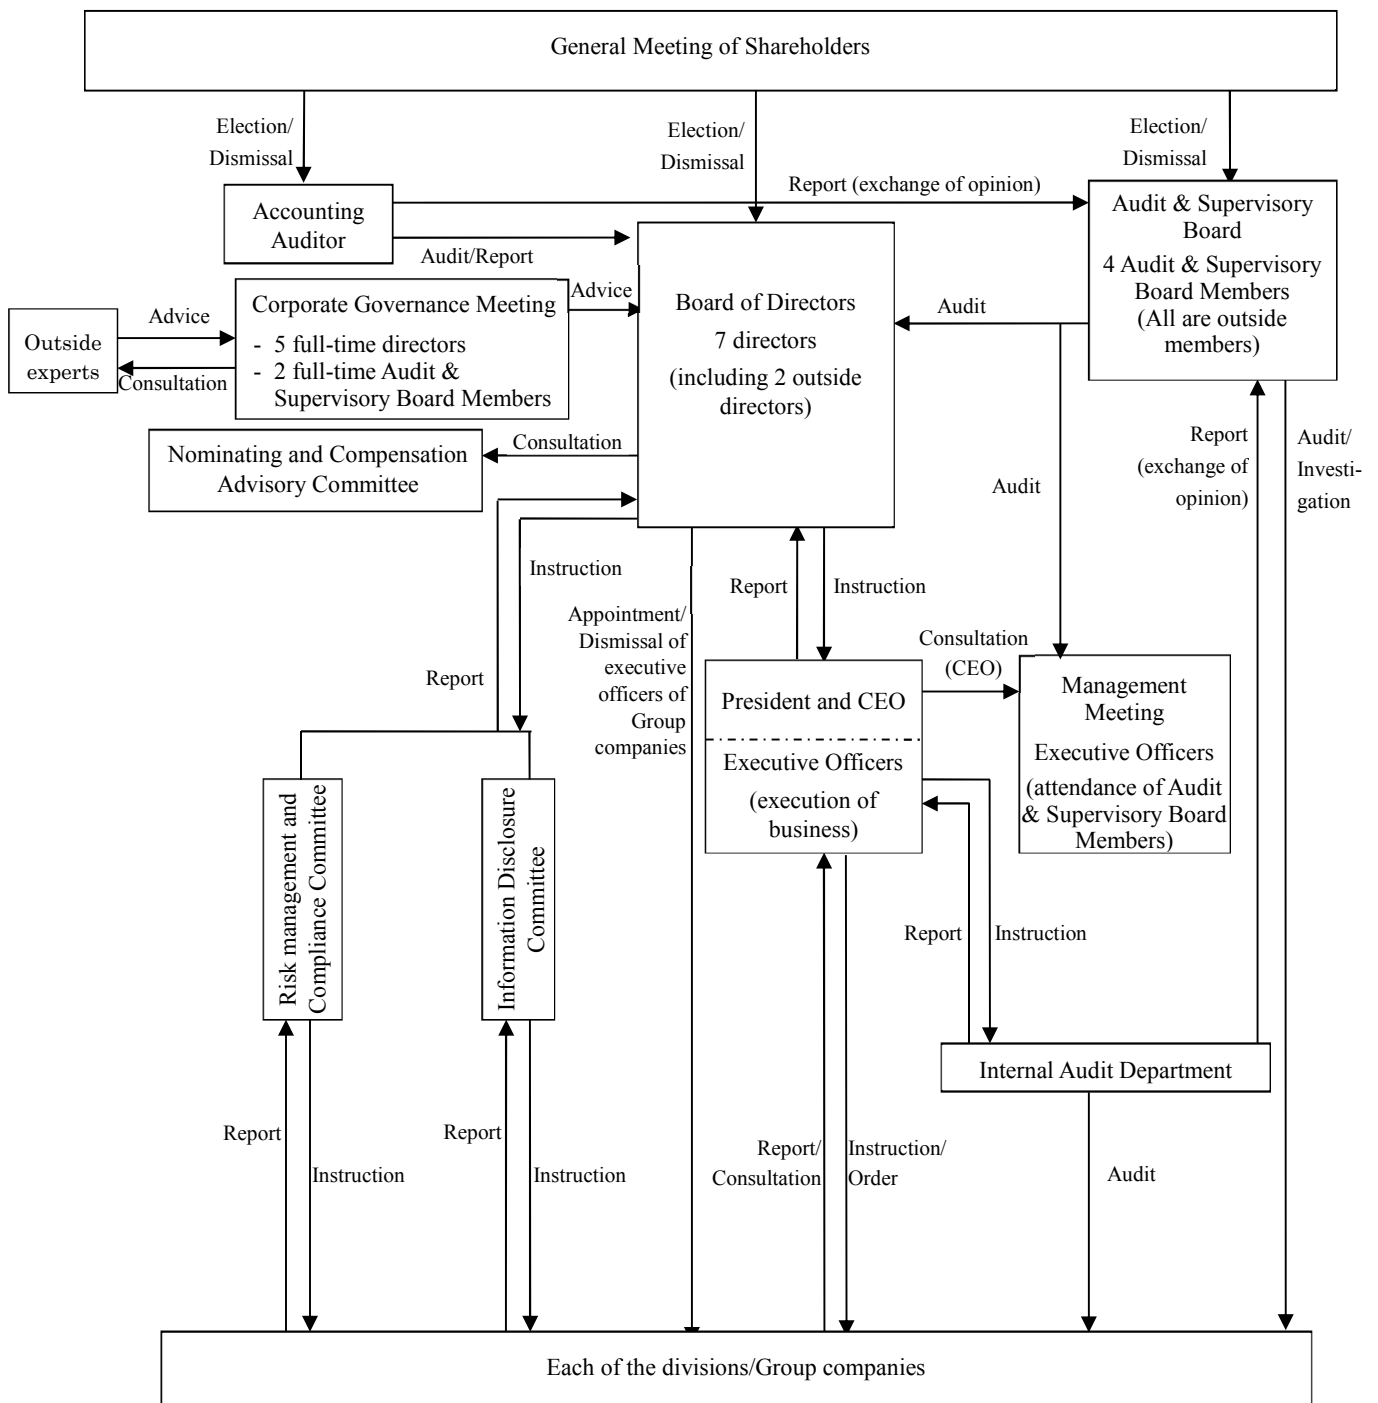 General Meeting of Shareholders
Election/
Dismissal
Election/
Dismissal
Election/
Dismissal
Report (exchange of opinion)
Accounting
Auditor
Audit/Report
Audit & Supervisory
Board
4 Audit & Supervisory
Board Members
(All are outside
members)
Outside
experts
Advice
Consultation
Corporate Governance Meeting
- 5 full-time directors
- 2 full-time Audit &
Supervisory Board Members
Advice
Board of Directors
7 directors
(including 2 outside
directors)
Audit
Nominating and Compensation
Advisory Committee
Consultation
Audit
Report
(exchange of
opinion)
Audit/
Investi-
gation
Instruction
Report
Appointment/
Dismissal of
executive
officers of
Group
companies
Report
Instruction
Consultation
(CEO)
President and CEO
Executive Officers
(execution of
business)
Management
Meeting
Executive Officers
(attendance of Audit
& Supervisory Board
Members)
Risk management and
Compliance Committee
Information Disclosure
Committee
Report
Instruction
Internal Audit Department
Report
Instruction
Report
Instruction
Report/
Consultation
Instruction/
Order
Audit
Each of the divisions/Group companies